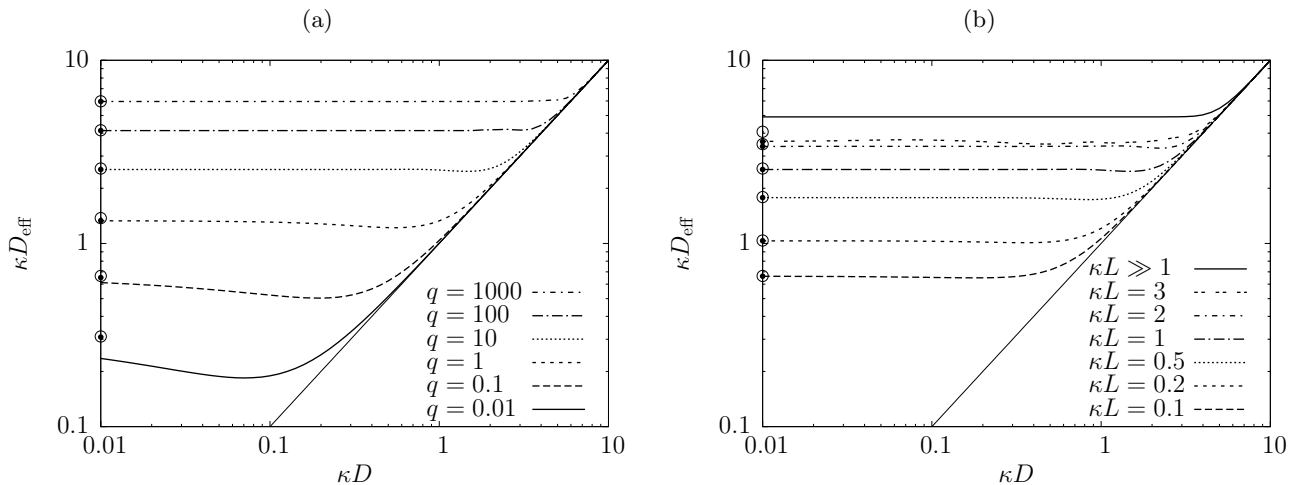 (a)
10
1
0.1
κD_eff
q = 1000
q = 100
q = 10
q = 1
q = 0.1
q = 0.01
0.01 0.1 1 10
κD
(b)
10
1
0.1
κD_eff
κL ≫ 1
κL = 3
κL = 2
κL = 1
κL = 0.5
κL = 0.2
κL = 0.1
0.01 0.1 1 10
κD